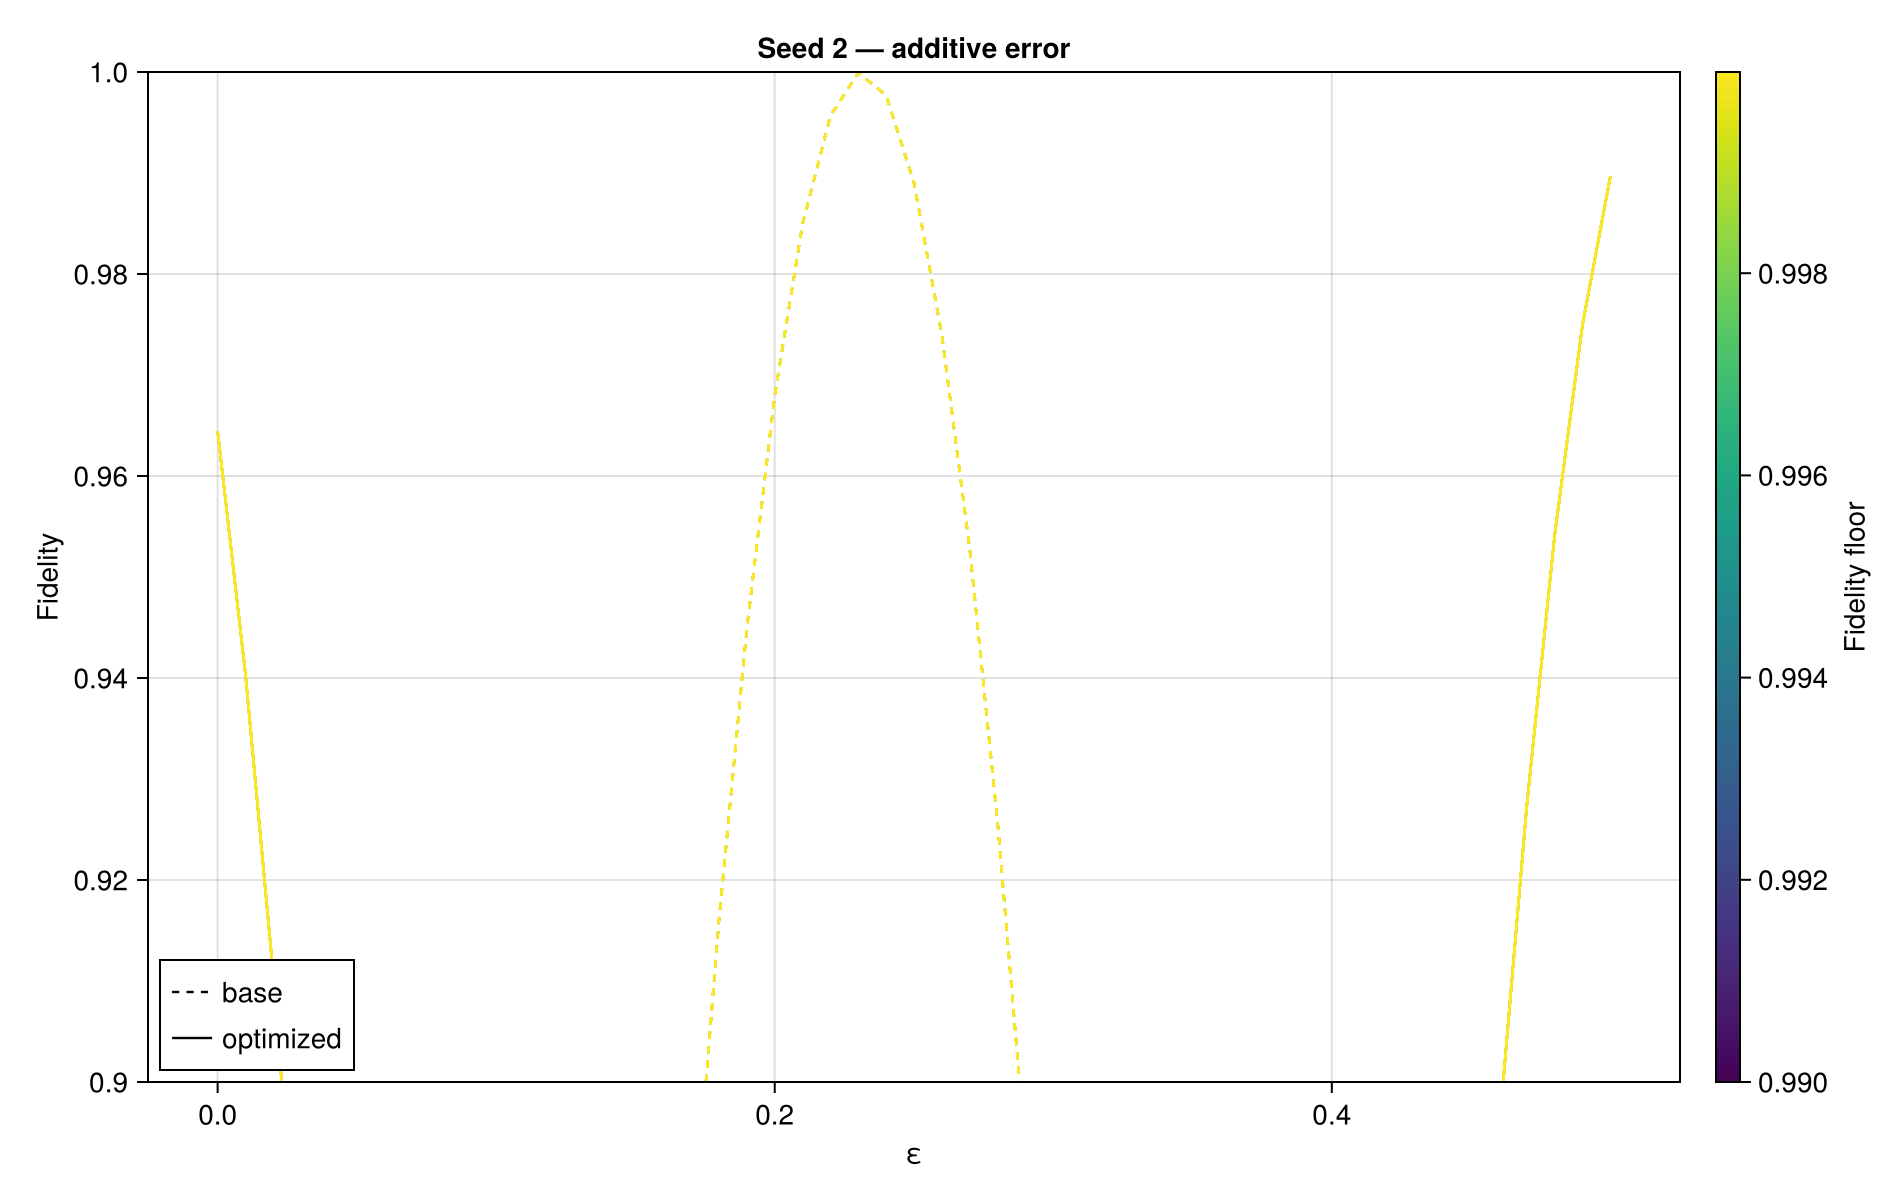 Seed 2 — additive error
1.0
0.98
0.96
0.94
0.92
0.9
Fidelity
0.0
0.2
0.4
ε
base
optimized
0.998
0.996
0.994
0.992
0.990
Fidelity floor